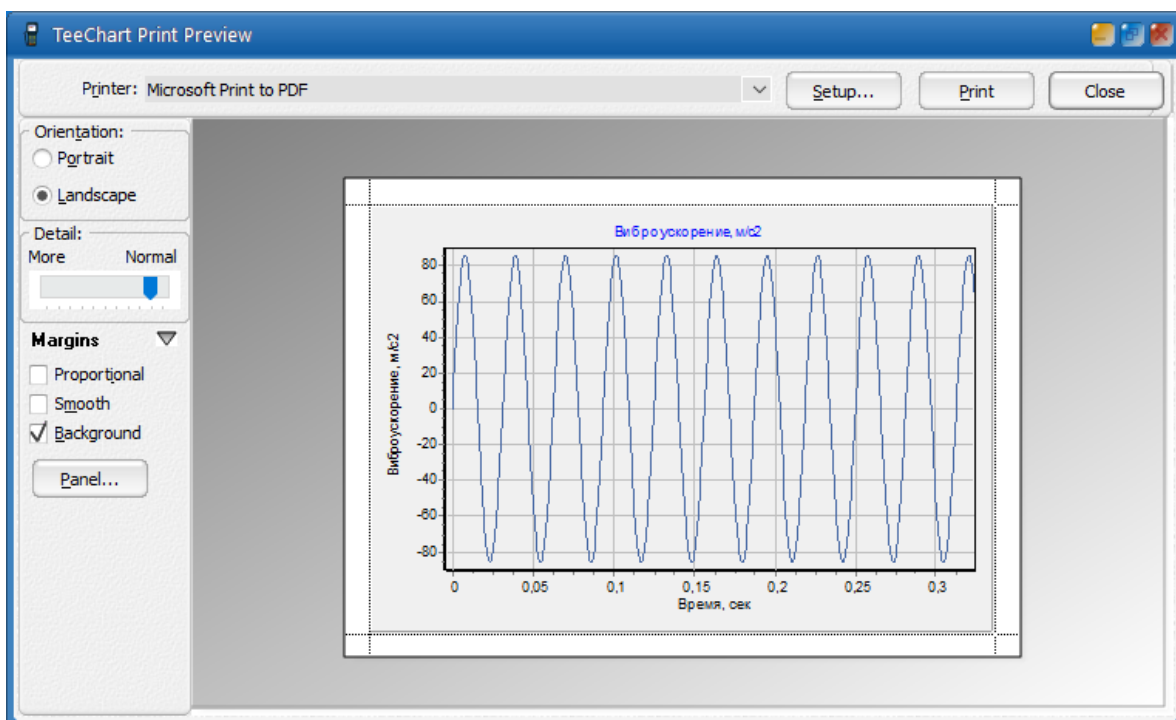 TeeChart Print Preview
Printer: Microsoft Print to PDF Setup... Print Close
Orientation:
Portrait
Landscape
Detail:
More Normal
Margins
Proportional
Smooth
Background
Panel...
Виброускорение, м/с2
Виброускорение, м/с2
80
60
40
20
0
-20
-40
-60
-80
0 0,05 0,1 0,15 0,2 0,25 0,3
Время, сек